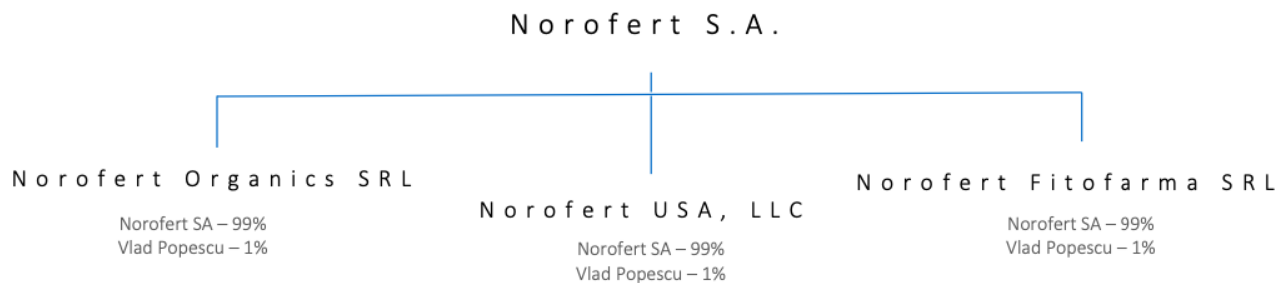 Norofert S.A.
Norofert Organics SRL
Norofert SA – 99%
Vlad Popescu – 1%
Norofert USA, LLC
Norofert SA – 99%
Vlad Popescu – 1%
Norofert Fitofarma SRL
Norofert SA – 99%
Vlad Popescu – 1%